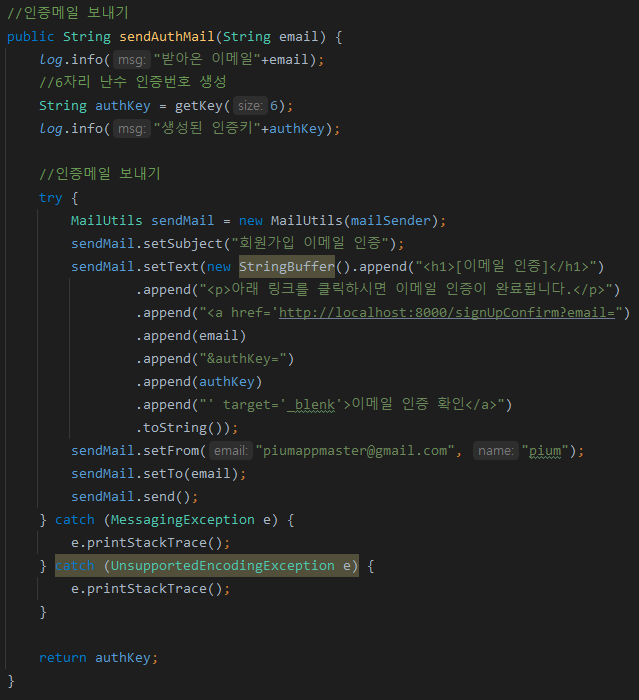 //인증메일 보내기
public String sendAuthMail(String email) {
log.info( msg: "받아온 이메일"+email);
//6자리 난수 인증번호 생성
String authKey = getKey( size: 6);
log.info( msg: "생성된 인증키"+authKey);
//인증메일 보내기
try {
MailUtils sendMail = new MailUtils(mailSender);
sendMail.setSubject("회원가입 이메일 인증");
sendMail.setText(new StringBuffer().append("<h1>[이메일 인증]</h1>")
.append("<p>아래 링크를 클릭하시면 이메일 인증이 완료됩니다.</p>")
.append("<a href='http://localhost:8000/signUpConfirm?email=")
.append(email)
.append("&authKey=")
.append(authKey)
.append("' target='_blenk'>이메일 인증 확인</a>")
.toString());
sendMail.setFrom( email: "piumappmaster@gmail.com", name: "pium");
sendMail.setTo(email);
sendMail.send();
} catch (MessagingException e) {
e.printStackTrace();
} catch (UnsupportedEncodingException e) {
e.printStackTrace();
}
return authKey;
}